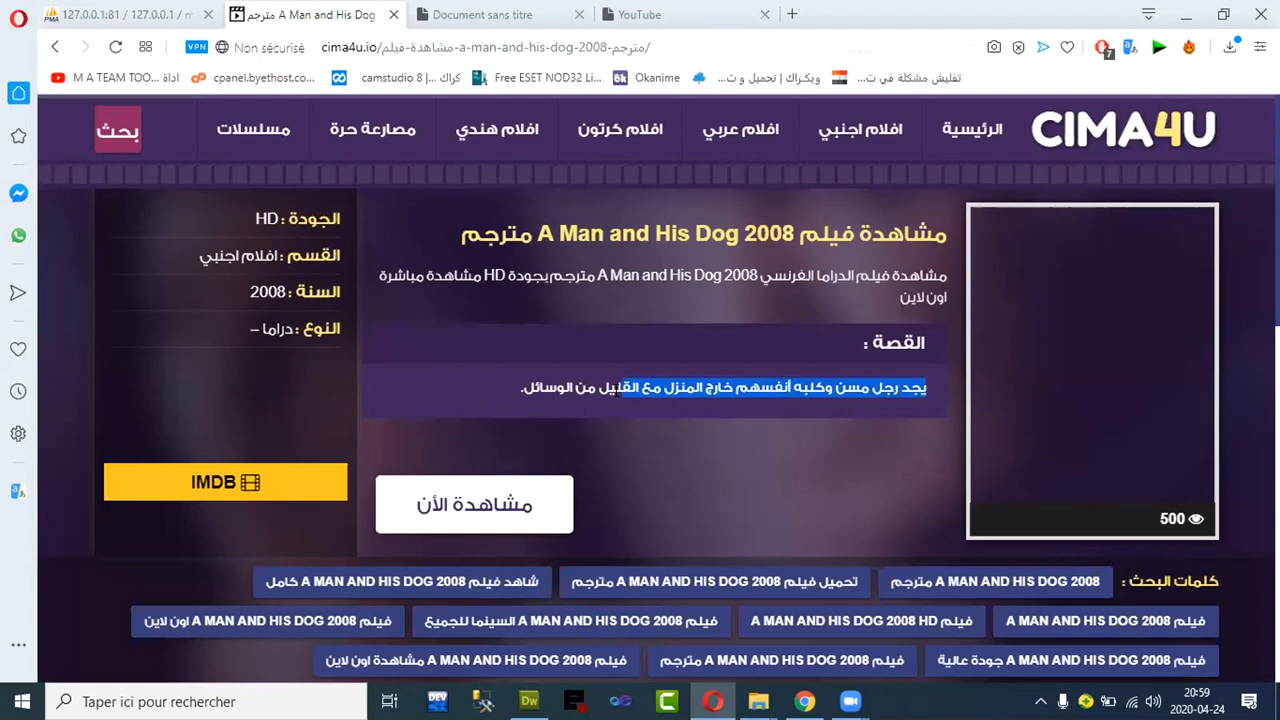 127.0.0.1:81 / 127.0.0.1 / m
مترجم A Man and His Dog
Document sans titre
YouTube
VPN
Non sécurisé
cima4u.io/مشاهدة-فيلم-a-man-and-his-dog-2008-مترجم/
7
M A TEAM TOO... اداة
cpanel.byethost.c...
camstudio 8 | كراك
Free ESET NOD32 Li...
Okanime
ويكـراك | تحميل و ت...
تفليش مشكلة في ت...
CIMA4U
الرئيسية
افلام اجنبي
افلام عربي
افلام كرتون
افلام هندي
مصارعة حرة
مسلسلات
بحث
500
مشاهدة فيلم A Man and His Dog 2008 مترجم
مشاهدة فيلم الدراما الفرنسي A Man and His Dog 2008 مترجم بجودة HD مشاهدة مباشرة
اون لاين
القصة :
يجد رجل مسن وكلبه أنفسهم خارج المنزل مع القليل من الوسائل.
مشاهدة الأن
الجودة : HD
القسم : افلام اجنبي
السنة : 2008
النوع : دراما –
IMDB
كلمات البحث :
A MAN AND HIS DOG 2008 مترجم
تحميل فيلم A MAN AND HIS DOG 2008 مترجم
شاهد فيلم A MAN AND HIS DOG 2008 كامل
فيلم A MAN AND HIS DOG 2008
فيلم A MAN AND HIS DOG 2008 HD
فيلم A MAN AND HIS DOG 2008 السينما للجميع
فيلم A MAN AND HIS DOG 2008 اون لاين
فيلم A MAN AND HIS DOG 2008 جودة عالية
فيلم A MAN AND HIS DOG 2008 مترجم
فيلم A MAN AND HIS DOG 2008 مشاهدة اون لاين
Taper ici pour rechercher
DEV
Dw
20:59
2020-04-24